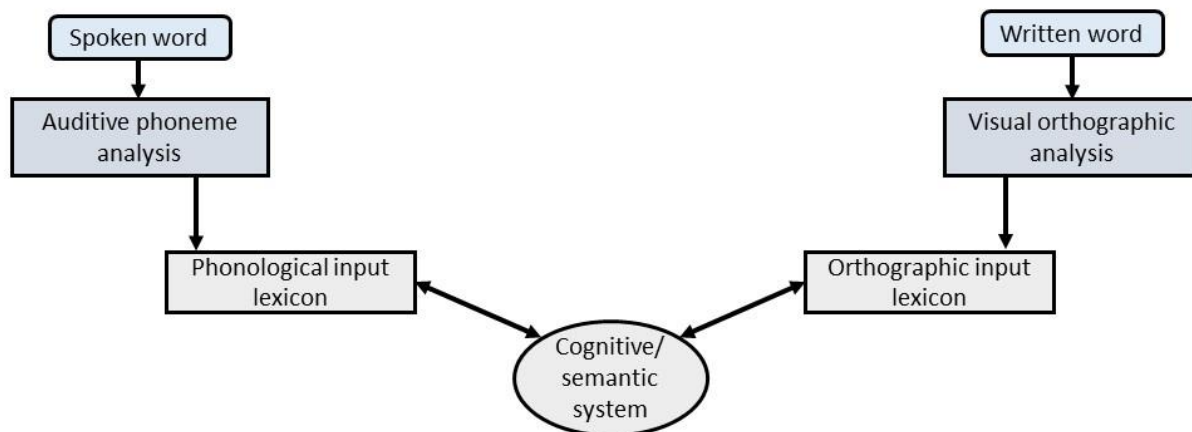 Spoken word
Written word
Auditive phoneme
analysis
Visual orthographic
analysis
Phonological input
lexicon
Orthographic input
lexicon
Cognitive/
semantic
system